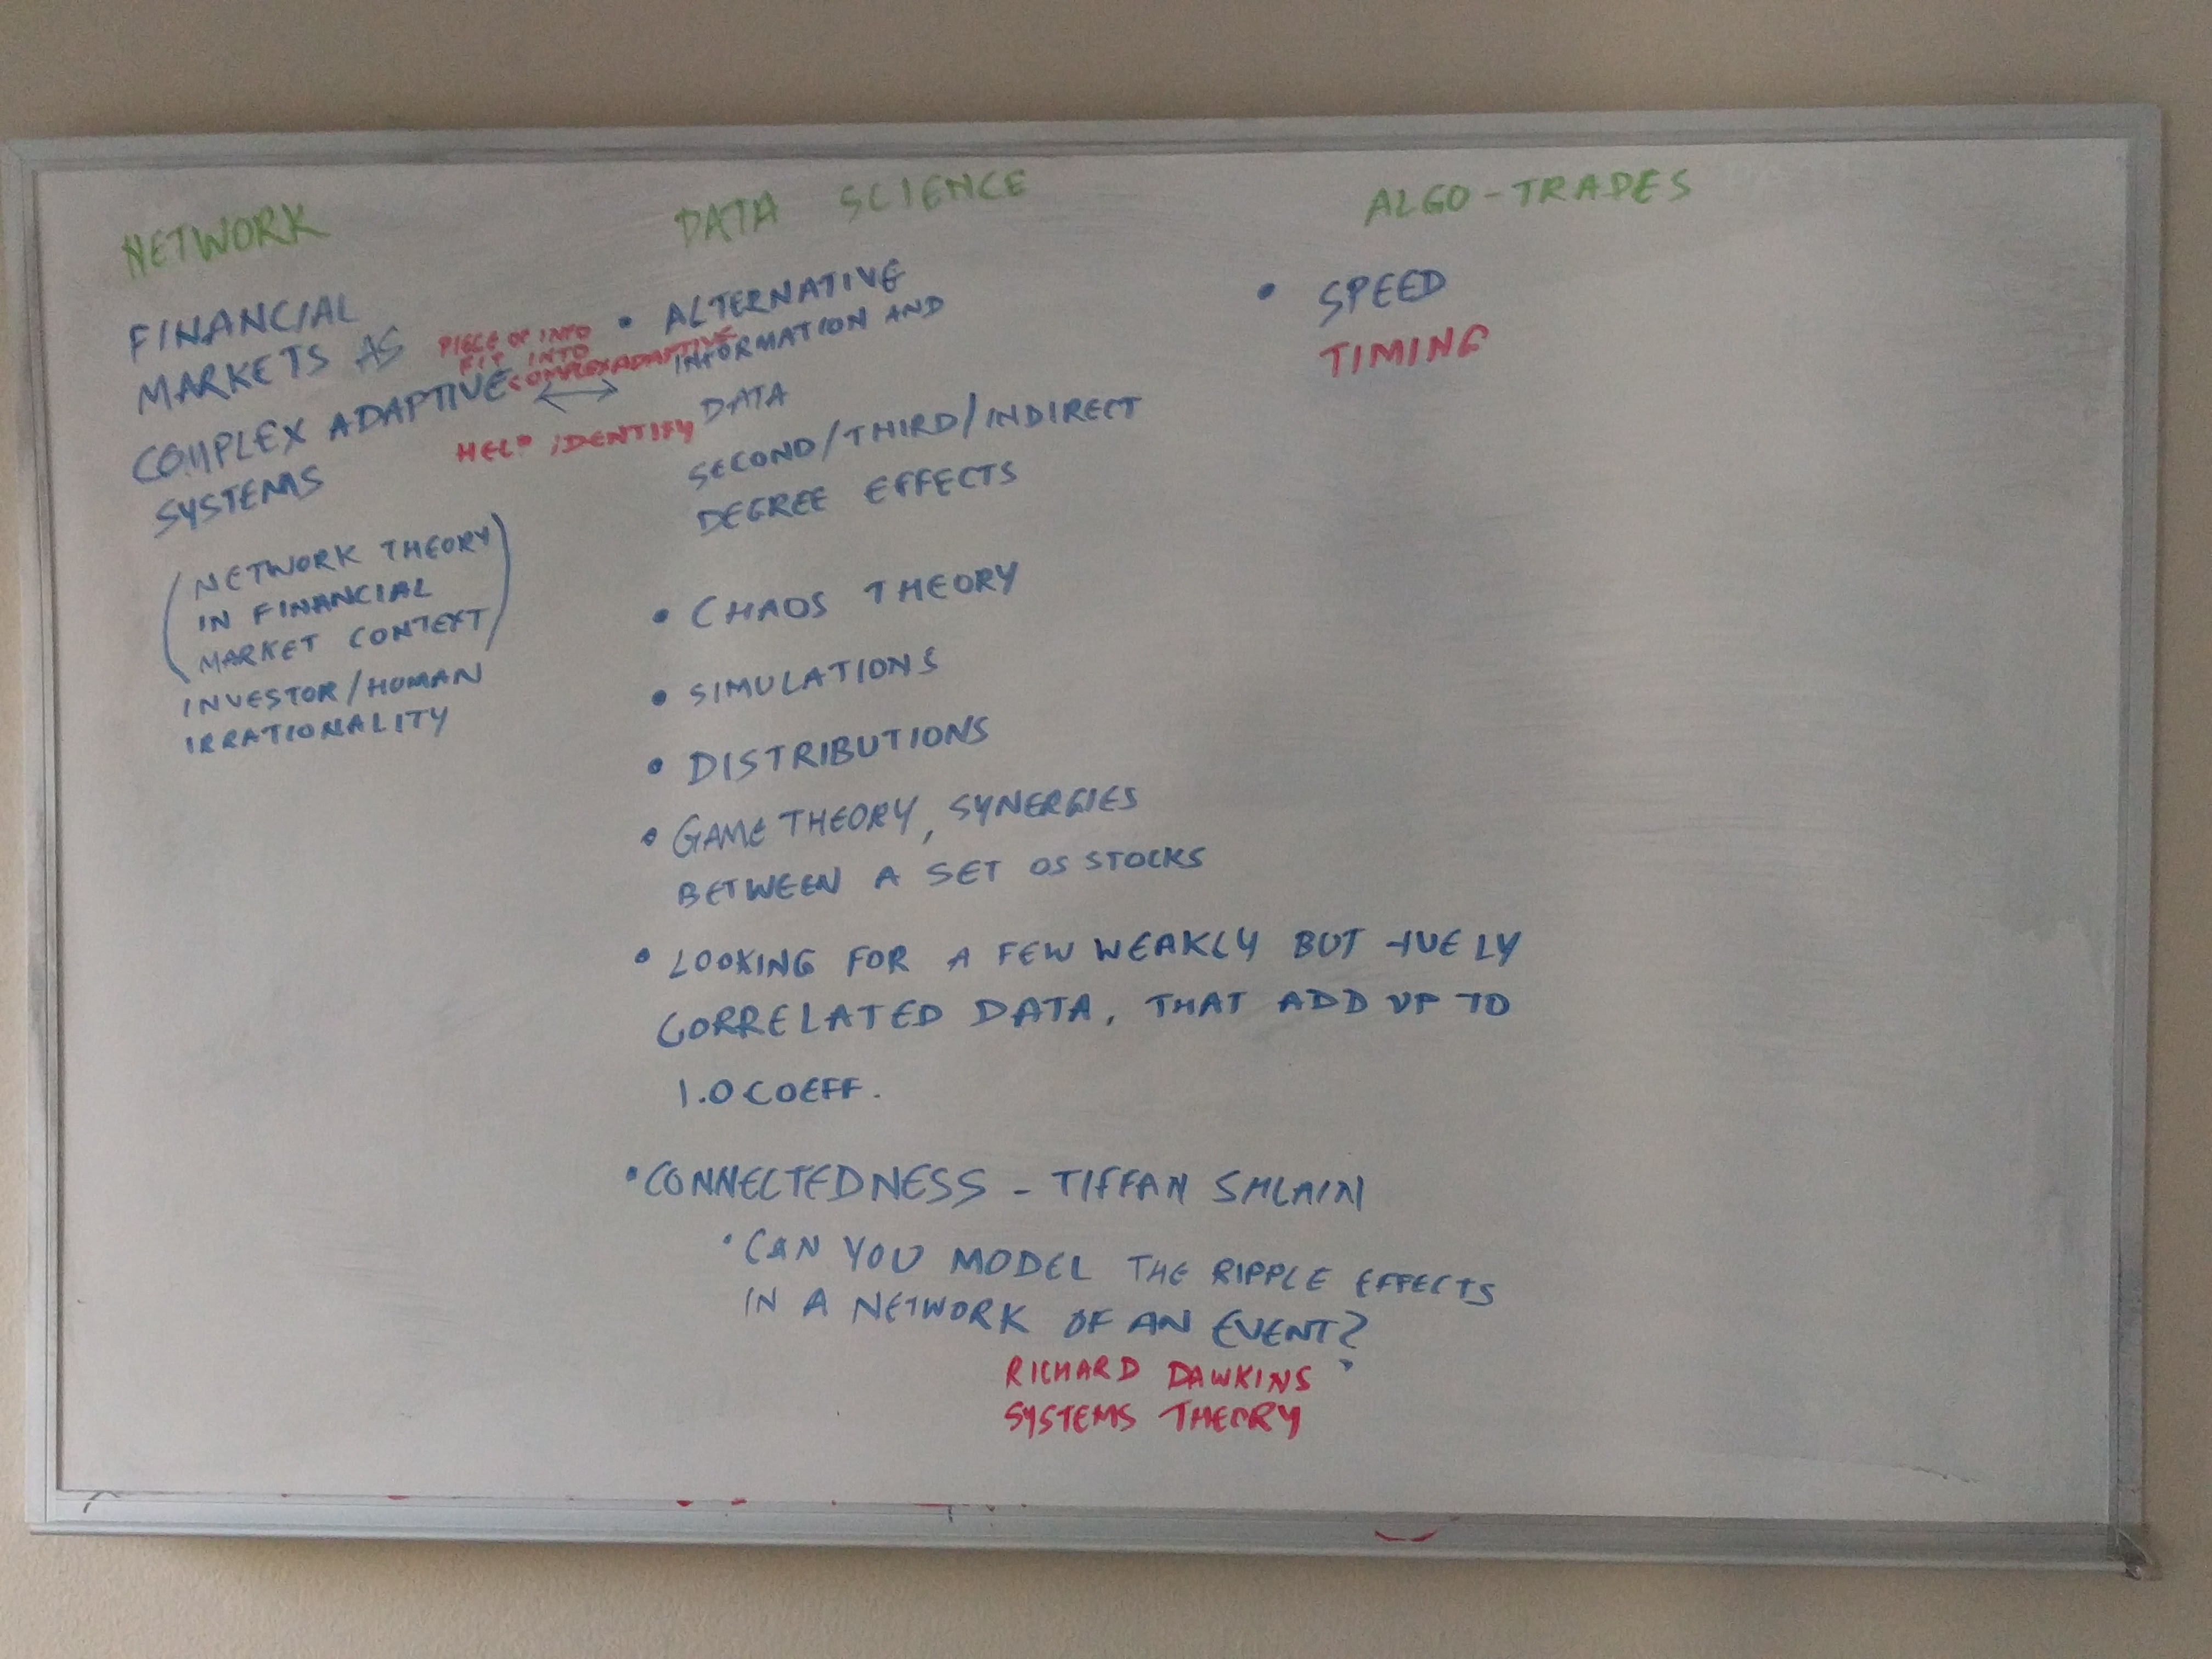 NETWORK
FINANCIAL
MARKETS AS
COMPLEX ADAPTIVE
SYSTEMS
(NETWORK THEORY
IN FINANCIAL
MARKET CONTEXT)
INVESTOR/HUMAN
IRRATIONALITY
PIECE OF INFO
FIT INTO
COMPLEX ADAPTIVE
HELP IDENTIFY
DATA SCIENCE
• ALTERNATIVE
INFORMATION AND
DATA
SECOND/THIRD/INDIRECT
DEGREE EFFECTS
• CHAOS THEORY
• SIMULATIONS
• DISTRIBUTIONS
• GAME THEORY, SYNERGIES
BETWEEN A SET OS STOCKS
• LOOKING FOR A FEW WEAKLY BUT +VELY
CORRELATED DATA, THAT ADD UP TO
1.0 COEFF.
• CONNECTEDNESS - TIFFAN SHLAIN
• CAN YOU MODEL THE RIPPLE EFFECTS
IN A NETWORK OF AN EVENT?
RICHARD DAWKINS
SYSTEMS THEORY
ALGO-TRADES
• SPEED
TIMING